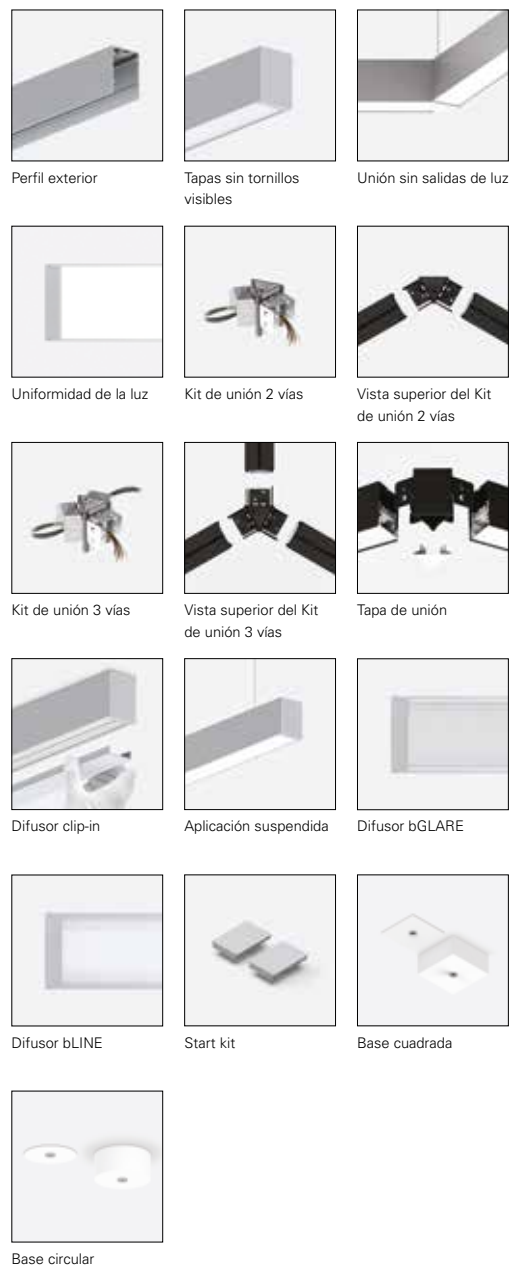 Perfil exterior
Tapas sin tornillos
visibles
Unión sin salidas de luz
Uniformidad de la luz
Kit de unión 2 vías
Vista superior del Kit
de unión 2 vías
Kit de unión 3 vías
Vista superior del Kit
de unión 3 vías
Tapa de unión
Difusor clip-in
Aplicación suspendida
Difusor bGLARE
Difusor bLINE
Start kit
Base cuadrada
Base circular